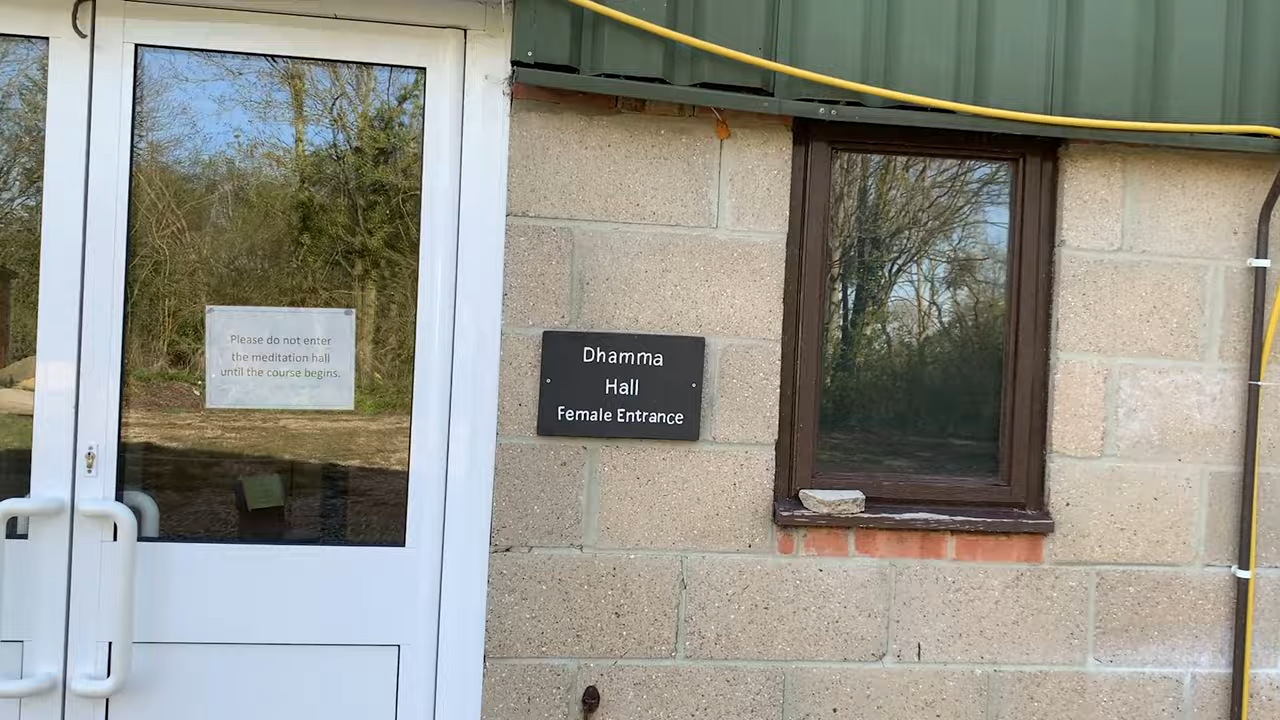 Please do not enter
the meditation hall
until the course begins.
Dhamma
Hall
Female Entrance